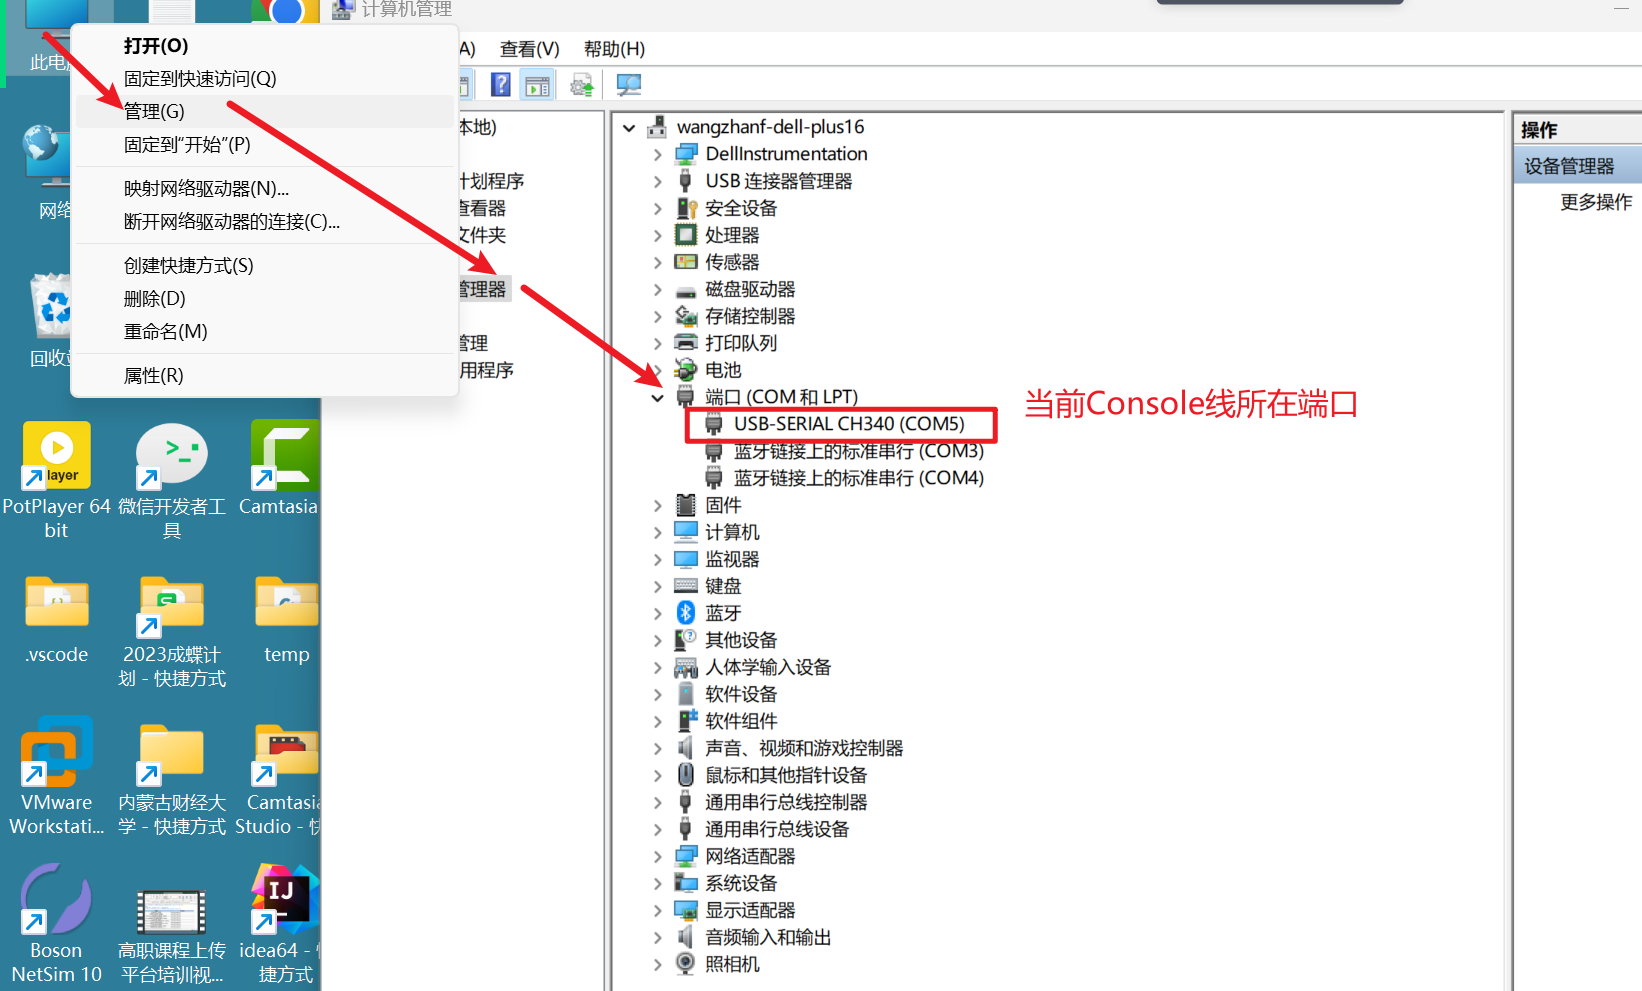 计算机管理
此电
打开(O)
固定到快速访问(Q)
管理(G)
固定到“开始”(P)
映射网络驱动器(N)...
断开网络驱动器的连接(C)...
创建快捷方式(S)
删除(D)
重命名(M)
属性(R)
A)
查看(V)
帮助(H)
本地)
计划程序
查看器
文件夹
管理器
管理
用程序
网络
回收
PotPlayer 64
bit
微信开发者工
具
Camtasia
.vscode
2023成蝶计
划 - 快捷方式
temp
VMware
Workstati...
内蒙古财经大
学 - 快捷方式
Camtasia
Studio - 快
Boson
NetSim 10
高职课程上传
平台培训视...
idea64 - 快
捷方式
layer
IJ
wangzhanf-dell-plus16
DellInstrumentation
USB 连接器管理器
安全设备
处理器
传感器
磁盘驱动器
存储控制器
打印队列
电池
端口 (COM 和 LPT)
USB-SERIAL CH340 (COM5)
蓝牙链接上的标准串行 (COM3)
蓝牙链接上的标准串行 (COM4)
固件
计算机
监视器
键盘
蓝牙
其他设备
人体学输入设备
软件设备
软件组件
声音、视频和游戏控制器
鼠标和其他指针设备
通用串行总线控制器
通用串行总线设备
网络适配器
系统设备
显示适配器
音频输入和输出
照相机
当前Console线所在端口
操作
设备管理器
更多操作